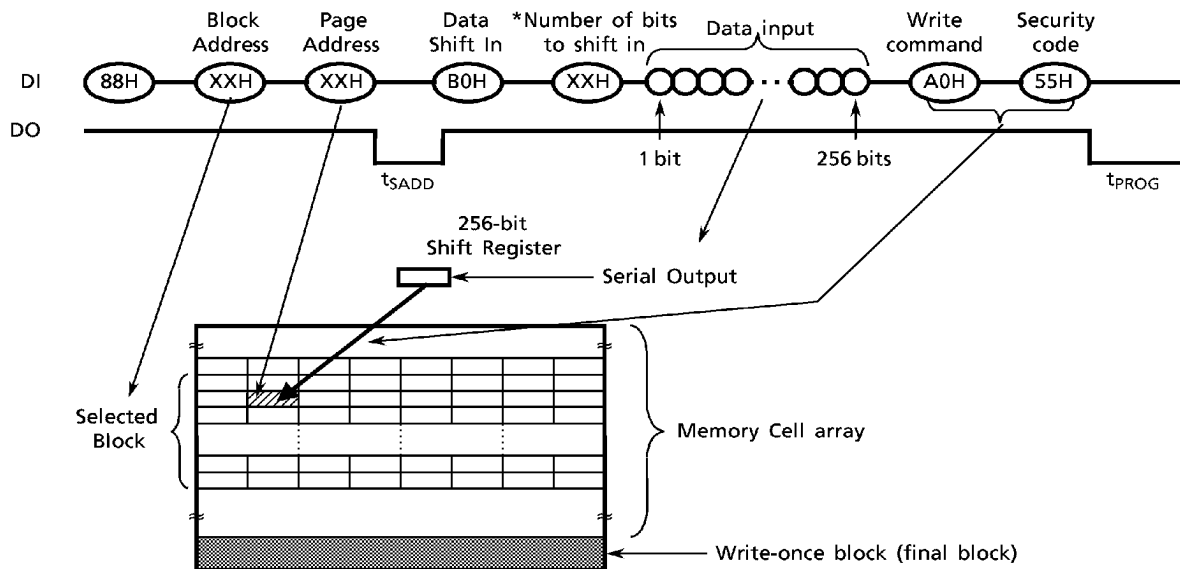 Block Address
Page Address
Data Shift In
*Number of bits to shift in
Data input
Write command
Security code
DI
88H
XXH
XXH
B0H
XXH
A0H
55H
DO
tSADD
1 bit
256 bits
tPROG
256-bit
Shift Register
Serial Output
Selected
Block
Memory Cell array
Write-once block (final block)